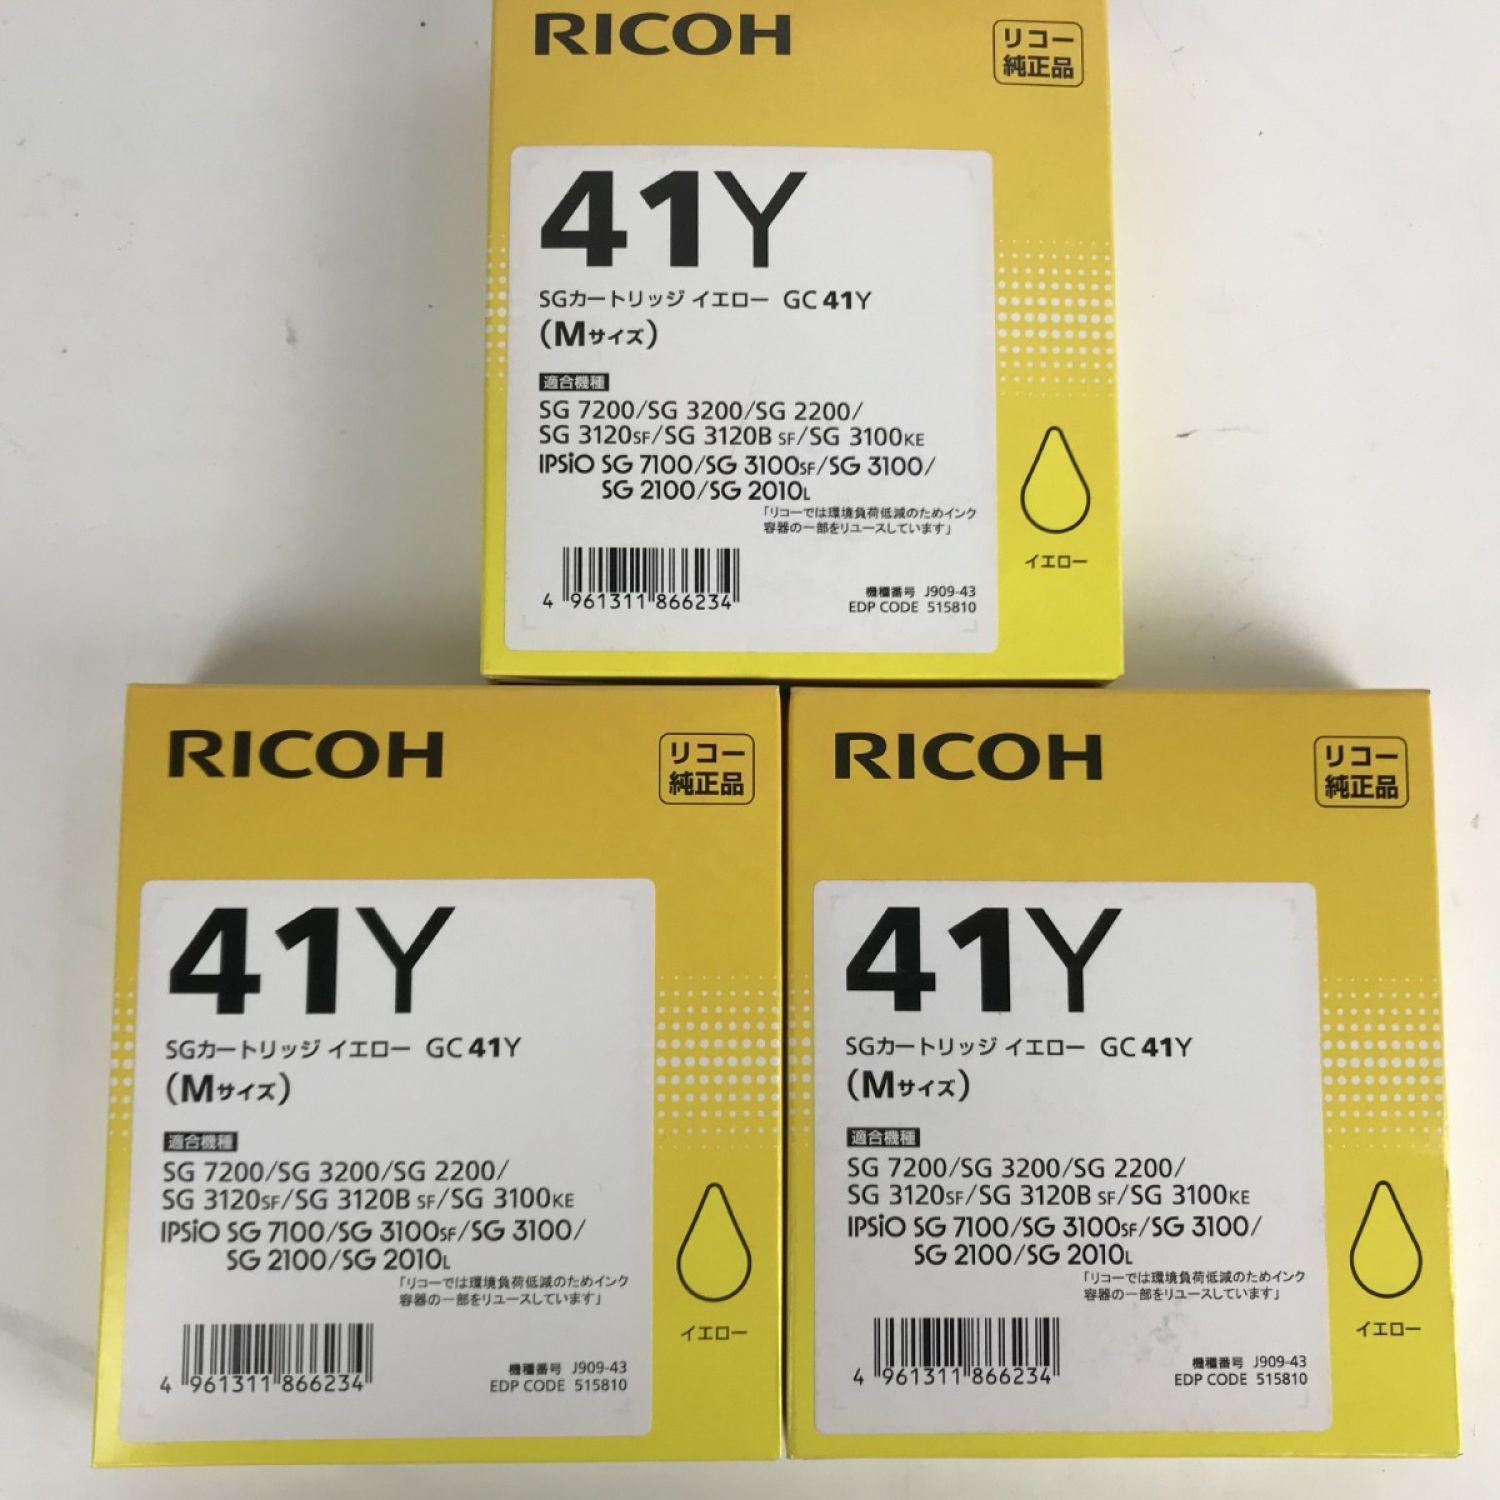 RICOH
リコー
純正品
41Y
SGカートリッジ イエロー GC 41Y
(Mサイズ)
適合機種
SG 7200/SG 3200/SG 2200/
SG 3120SF/SG 3120B SF/SG 3100KE
IPSiO SG 7100/SG 3100SF/SG 3100/
SG 2100/SG 2010L
「リコーでは環境負荷低減のためインク
容器の一部をリユースしています」
イエロー
4 961311 866234
機種番号 J909-43
EDP CODE 515810
RICOH
リコー
純正品
41Y
SGカートリッジ イエロー GC 41Y
(Mサイズ)
適合機種
SG 7200/SG 3200/SG 2200/
SG 3120SF/SG 3120B SF/SG 3100KE
IPSiO SG 7100/SG 3100SF/SG 3100/
SG 2100/SG 2010L
「リコーでは環境負荷低減のためインク
容器の一部をリユースしています」
イエロー
4 961311 866234
機種番号 J909-43
EDP CODE 515810
RICOH
リコー
純正品
41Y
SGカートリッジ イエロー GC 41Y
(Mサイズ)
適合機種
SG 7200/SG 3200/SG 2200/
SG 3120SF/SG 3120B SF/SG 3100KE
IPSiO SG 7100/SG 3100SF/SG 3100/
SG 2100/SG 2010L
「リコーでは環境負荷低減のためインク
容器の一部をリユースしています」
イエロー
4 961311 866234
機種番号 J909-43
EDP CODE 515810